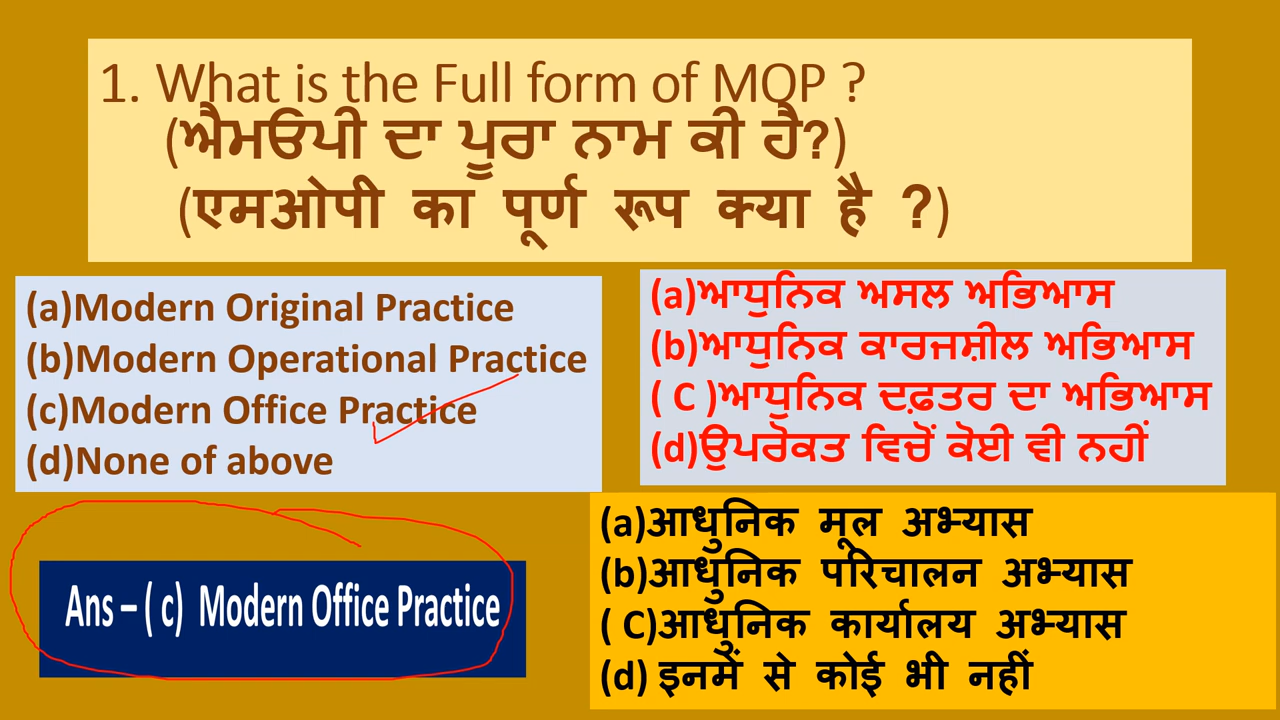 1. What is the Full form of MOP ?
(ਐਮਓਪੀ ਦਾ ਪੂਰਾ ਨਾਮ ਕੀ ਹੈ?)
(एमओपी का पूर्ण रूप क्या है ?)
(a)Modern Original Practice
(b)Modern Operational Practice
(c)Modern Office Practice
(d)None of above
(a)ਆਧੁਨਿਕ ਅਸਲ ਅਭਿਆਸ
(b)ਆਧੁਨਿਕ ਕਾਰਜਸ਼ੀਲ ਅਭਿਆਸ
( C )ਆਧੁਨਿਕ ਦਫ਼ਤਰ ਦਾ ਅਭਿਆਸ
(d)ਉਪਰੋਕਤ ਵਿਚੋਂ ਕੋਈ ਵੀ ਨਹੀਂ
Ans – ( c) Modern Office Practice
(a)आधुनिक मूल अभ्यास
(b)आधुनिक परिचालन अभ्यास
( C)आधुनिक कार्यालय अभ्यास
(d) इनमें से कोई भी नहीं